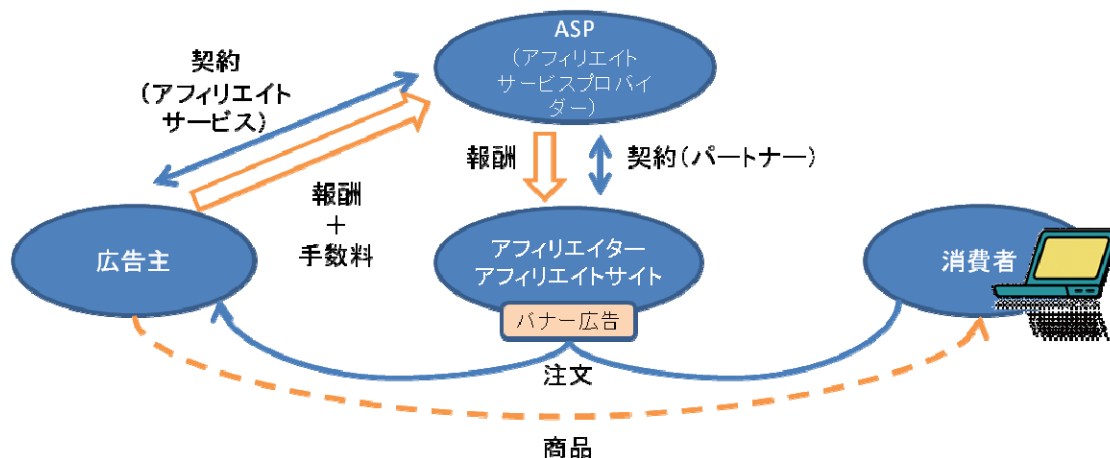 ASP
(アフィリエイト
サービスプロバイ
ダー)
契約
(アフィリエイト
サービス)
報酬
契約(パートナー)
報酬
+
手数料
広告主
アフィリエイター
アフィリエイトサイト
バナー広告
消費者
注文
商品